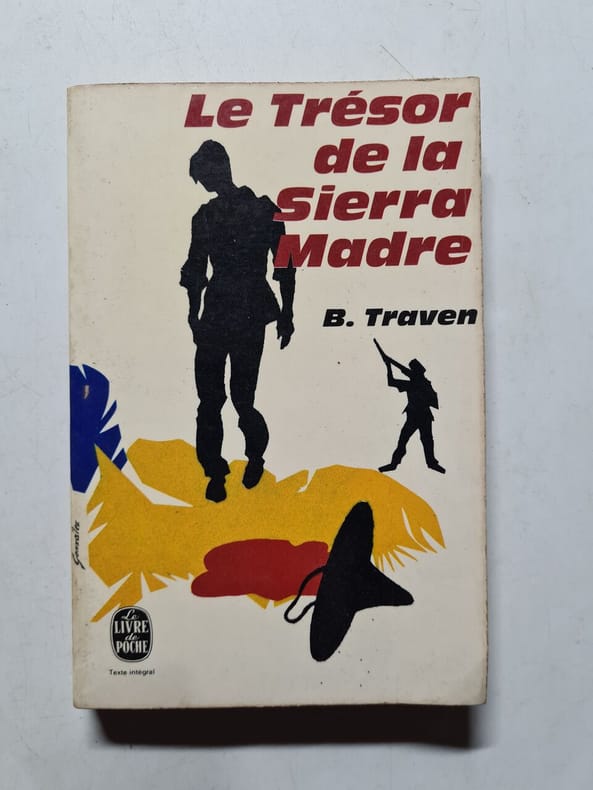 Le Trésor
de la
Sierra
Madre
B. Traven
Le
LIVRE
de
POCHE
Texte intégral